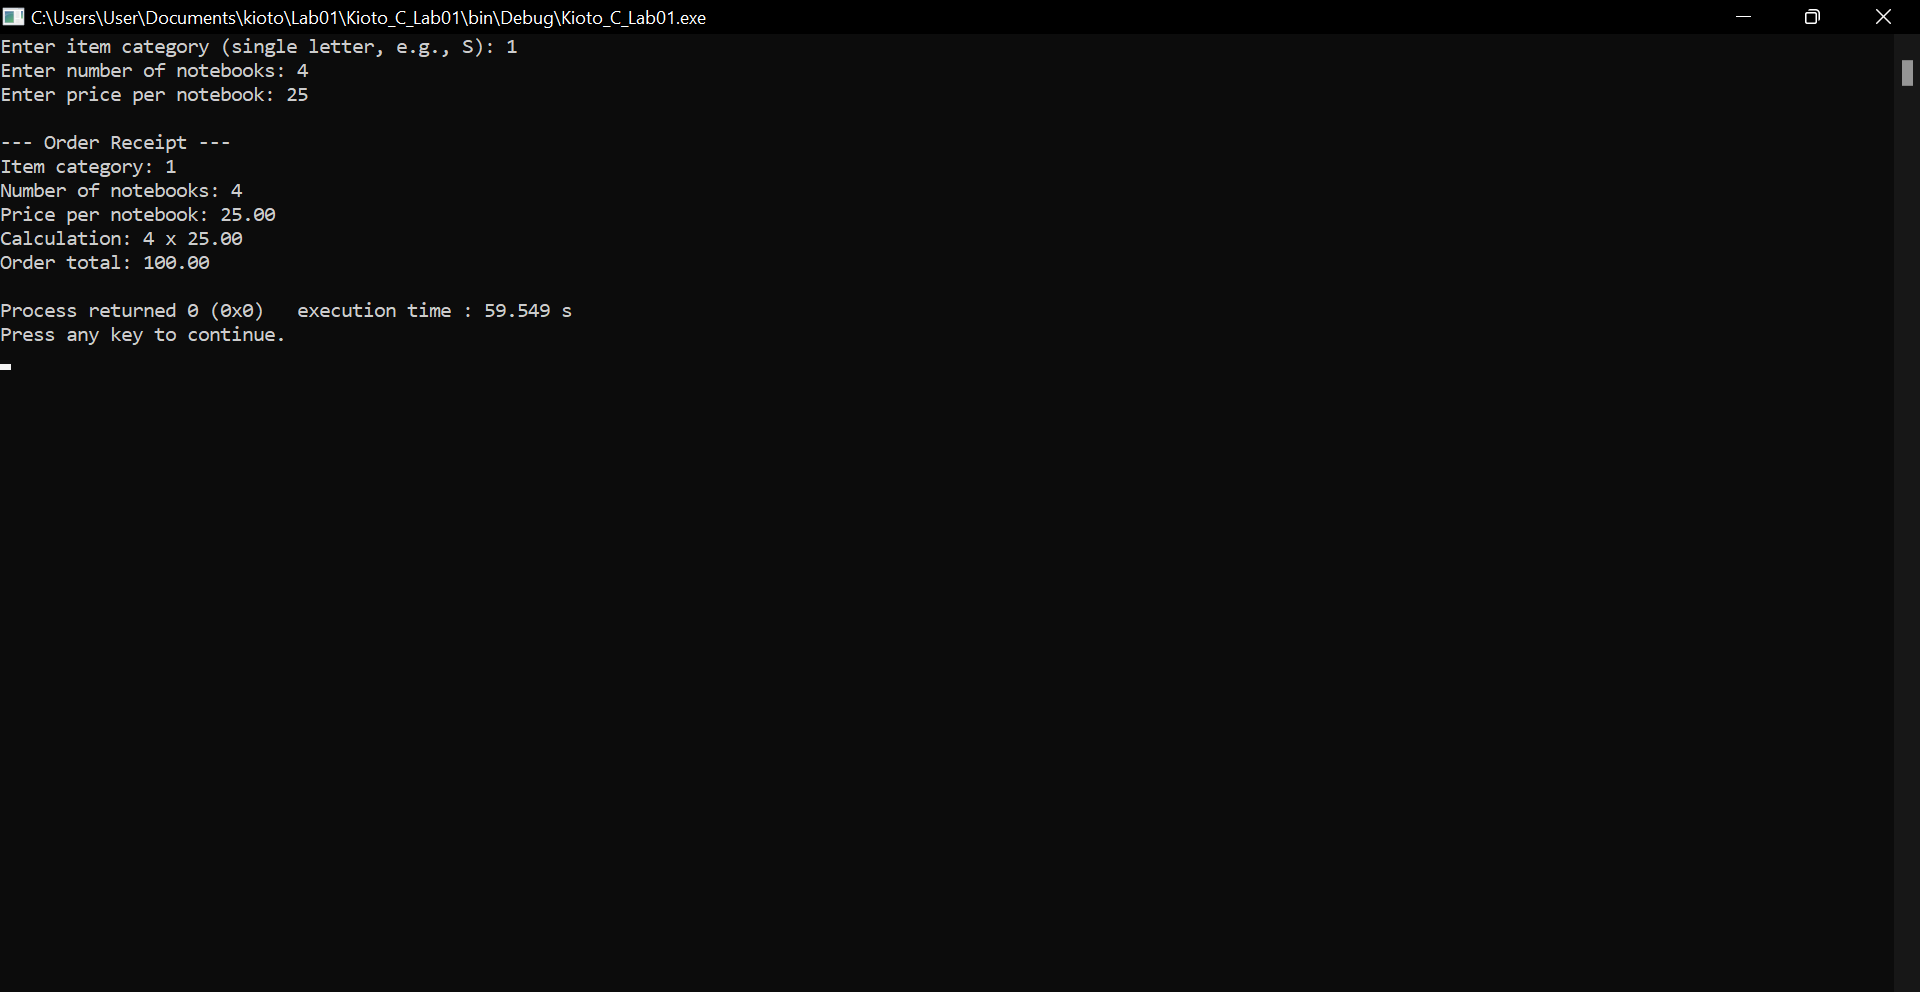 C:\Users\User\Documents\kioto\Lab01\Kioto_C_Lab01\bin\Debug\Kioto_C_Lab01.exe
Enter item category (single letter, e.g., S): 1
Enter number of notebooks: 4
Enter price per notebook: 25
--- Order Receipt ---
Item category: 1
Number of notebooks: 4
Price per notebook: 25.00
Calculation: 4 x 25.00
Order total: 100.00
Process returned 0 (0x0)   execution time : 59.549 s
Press any key to continue.